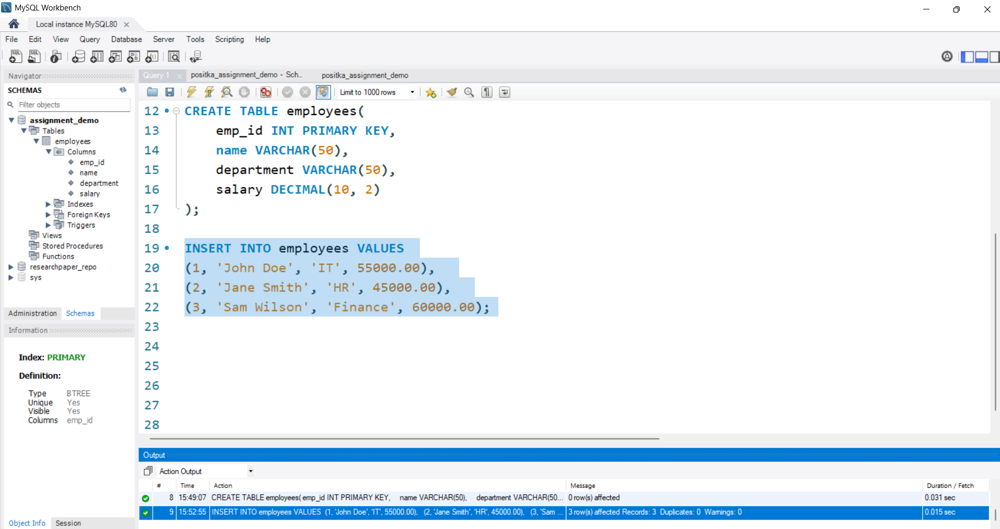 MySQL Workbench
Local instance MySQL80
File Edit View Query Database Server Tools Scripting Help
Navigator
SCHEMAS
Filter objects
assignment_demo
Tables
employees
Columns
emp_id
name
department
salary
Indexes
Foreign Keys
Triggers
Views
Stored Procedures
Functions
researchpaper_repo
sys
Administration Schemas
Information
Index: PRIMARY
Definition:
Type BTREE
Unique Yes
Visible Yes
Columns emp_id
Object Info Session
Query 1 positka_assignment_demo - Sch... positka_assignment_demo
Limit to 1000 rows
12 CREATE TABLE employees(
13 emp_id INT PRIMARY KEY,
14 name VARCHAR(50),
15 department VARCHAR(50),
16 salary DECIMAL(10, 2)
17 );
18
19 INSERT INTO employees VALUES
20 (1, 'John Doe', 'IT', 55000.00),
21 (2, 'Jane Smith', 'HR', 45000.00),
22 (3, 'Sam Wilson', 'Finance', 60000.00);
23
24
25
26
27
28
Output
Action Output
# Time Action Message Duration / Fetch
8 15:49:07 CREATE TABLE employees( emp_id INT PRIMARY KEY, name VARCHAR(50), department VARCHAR(50... 0 row(s) affected 0.031 sec
9 15:52:55 INSERT INTO employees VALUES (1, 'John Doe', 'IT', 55000.00), (2, 'Jane Smith', 'HR', 45000.00), (3, 'Sam ... 3 row(s) affected Records: 3 Duplicates: 0 Warnings: 0 0.015 sec